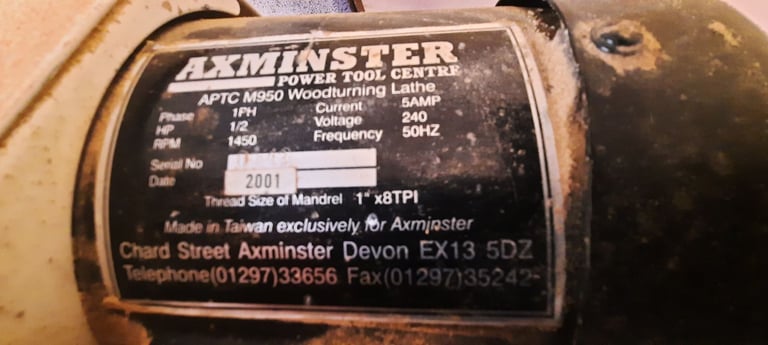 AXMINSTER
POWER TOOL CENTRE
APTC M950 Woodturning Lathe
Phase 1PH Current 5AMP
HP 1/2 Voltage 240
RPM 1450 Frequency 50HZ
Serial No
Date 2001
Thread Size of Mandrel 1" x8TPI
Made in Taiwan exclusively for Axminster
Chard Street Axminster Devon EX13 5DZ
Telephone(01297)33656 Fax(01297)35242